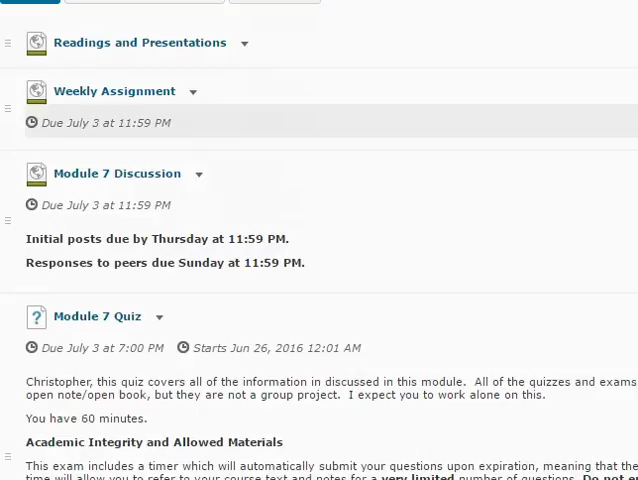 Readings and Presentations
Weekly Assignment
Due July 3 at 11:59 PM
Module 7 Discussion
Due July 3 at 11:59 PM
Initial posts due by Thursday at 11:59 PM.
Responses to peers due Sunday at 11:59 PM.
? Module 7 Quiz
Due July 3 at 7:00 PM Starts Jun 26, 2016 12:01 AM
Christopher, this quiz covers all of the information in discussed in this module. All of the quizzes and exams
open note/open book, but they are not a group project. I expect you to work alone on this.
You have 60 minutes.
Academic Integrity and Allowed Materials
This exam includes a timer which will automatically submit your questions upon expiration, meaning that the
time will allow you to refer to your course text and notes for a very limited number of questions. Do not